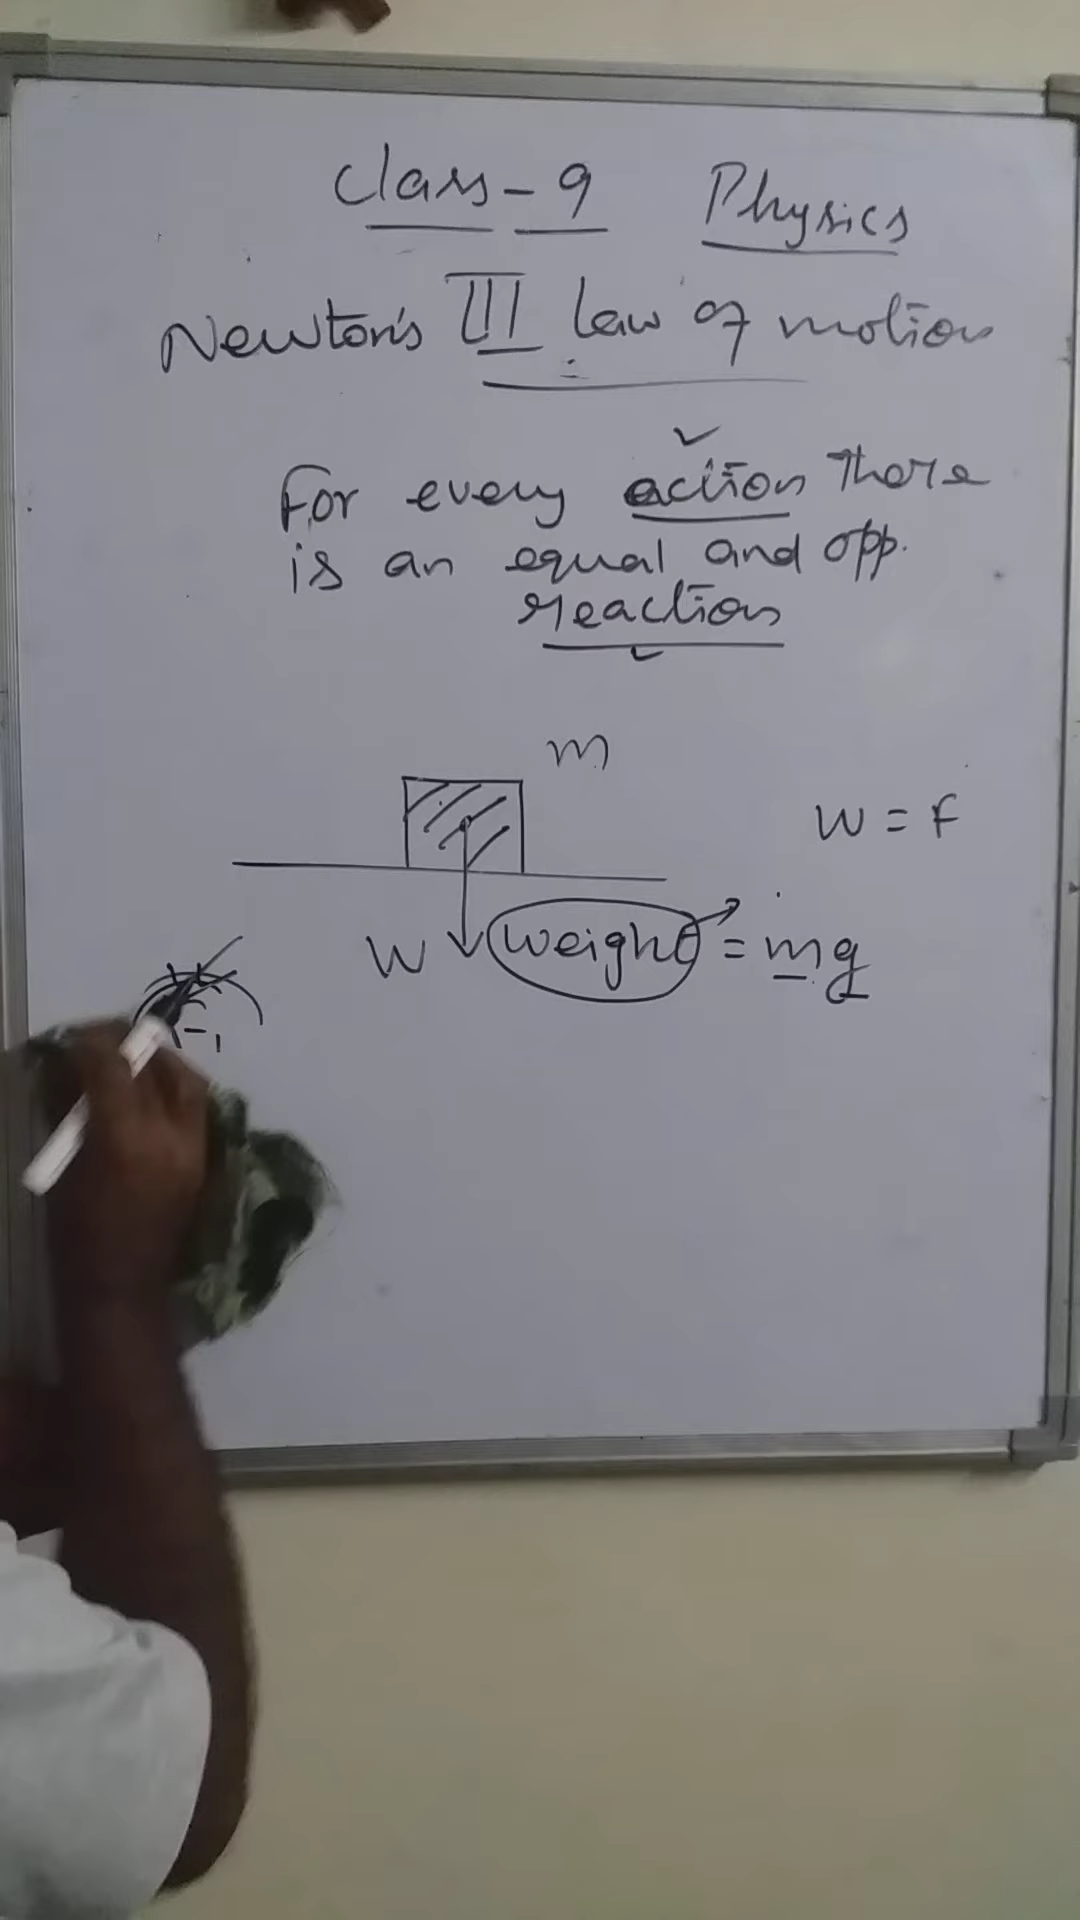 Class-9 Physics
Newton's III law of motion
For every action there
is an equal and opp.
reaction
m
W = F
W weight = mg